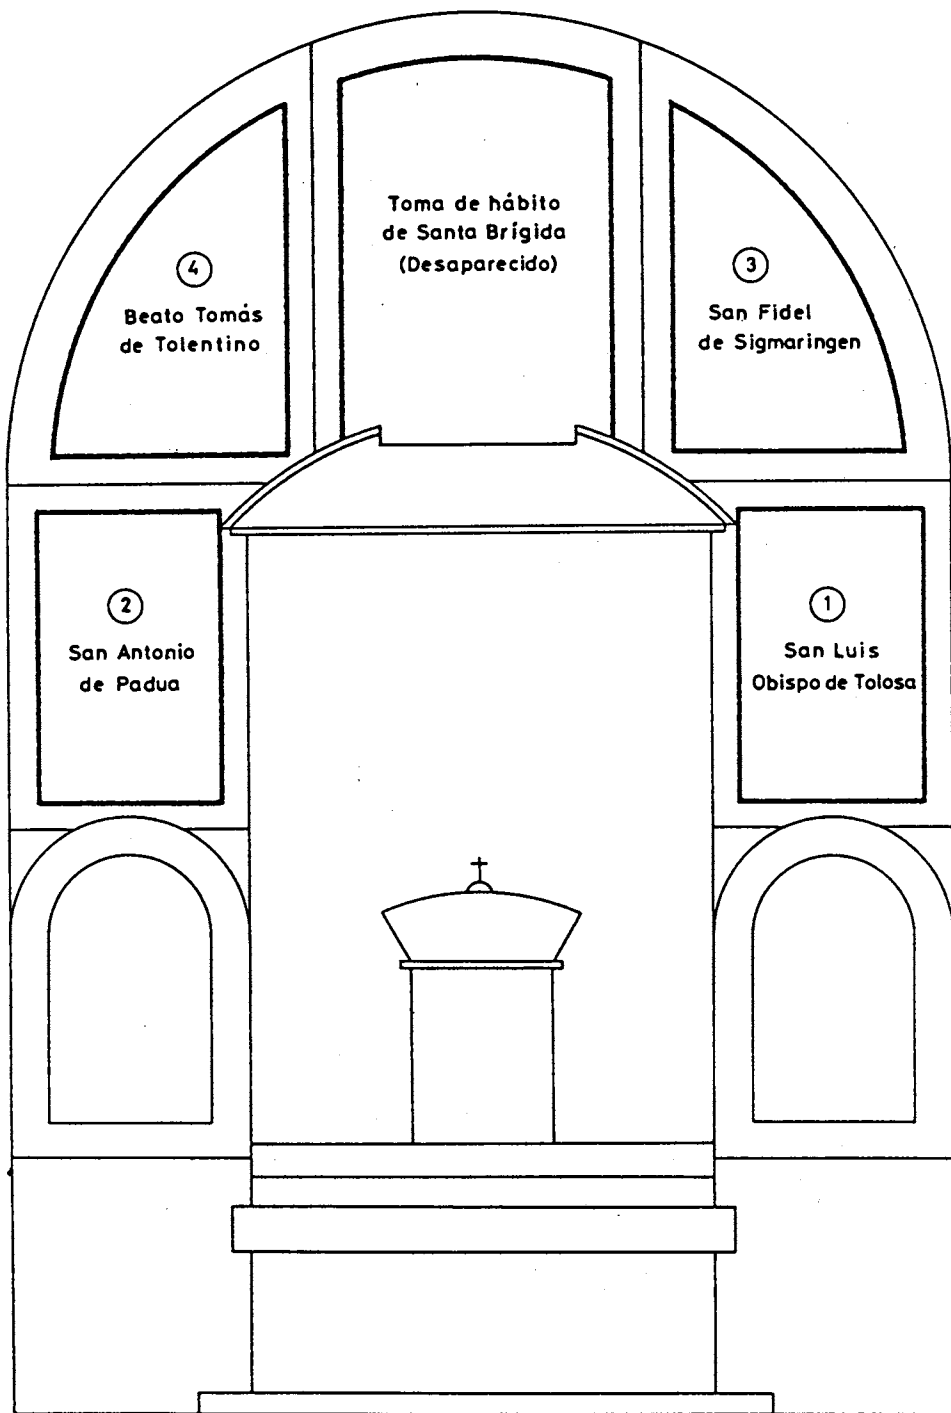 Toma de hábito
de Santa Brígida
(Desaparecido)
4
Beato Tomás
de Tolentino
3
San Fidel
de Sigmaringen
2
San Antonio
de Padua
1
San Luis
Obispo de Tolosa